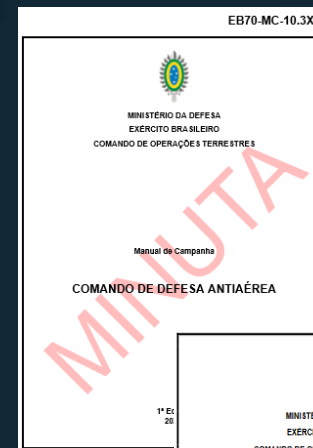 EB70-MC-10.3X
MINISTÉRIO DA DEFESA
EXÉRCITO BRASILEIRO
COMANDO DE OPERAÇÕES TERRESTRES
MINUTA
Manual de Campanha
COMANDO DE DEFESA ANTIAÉREA
1ª Ed
20
MINISTÉ
EXÉRCI